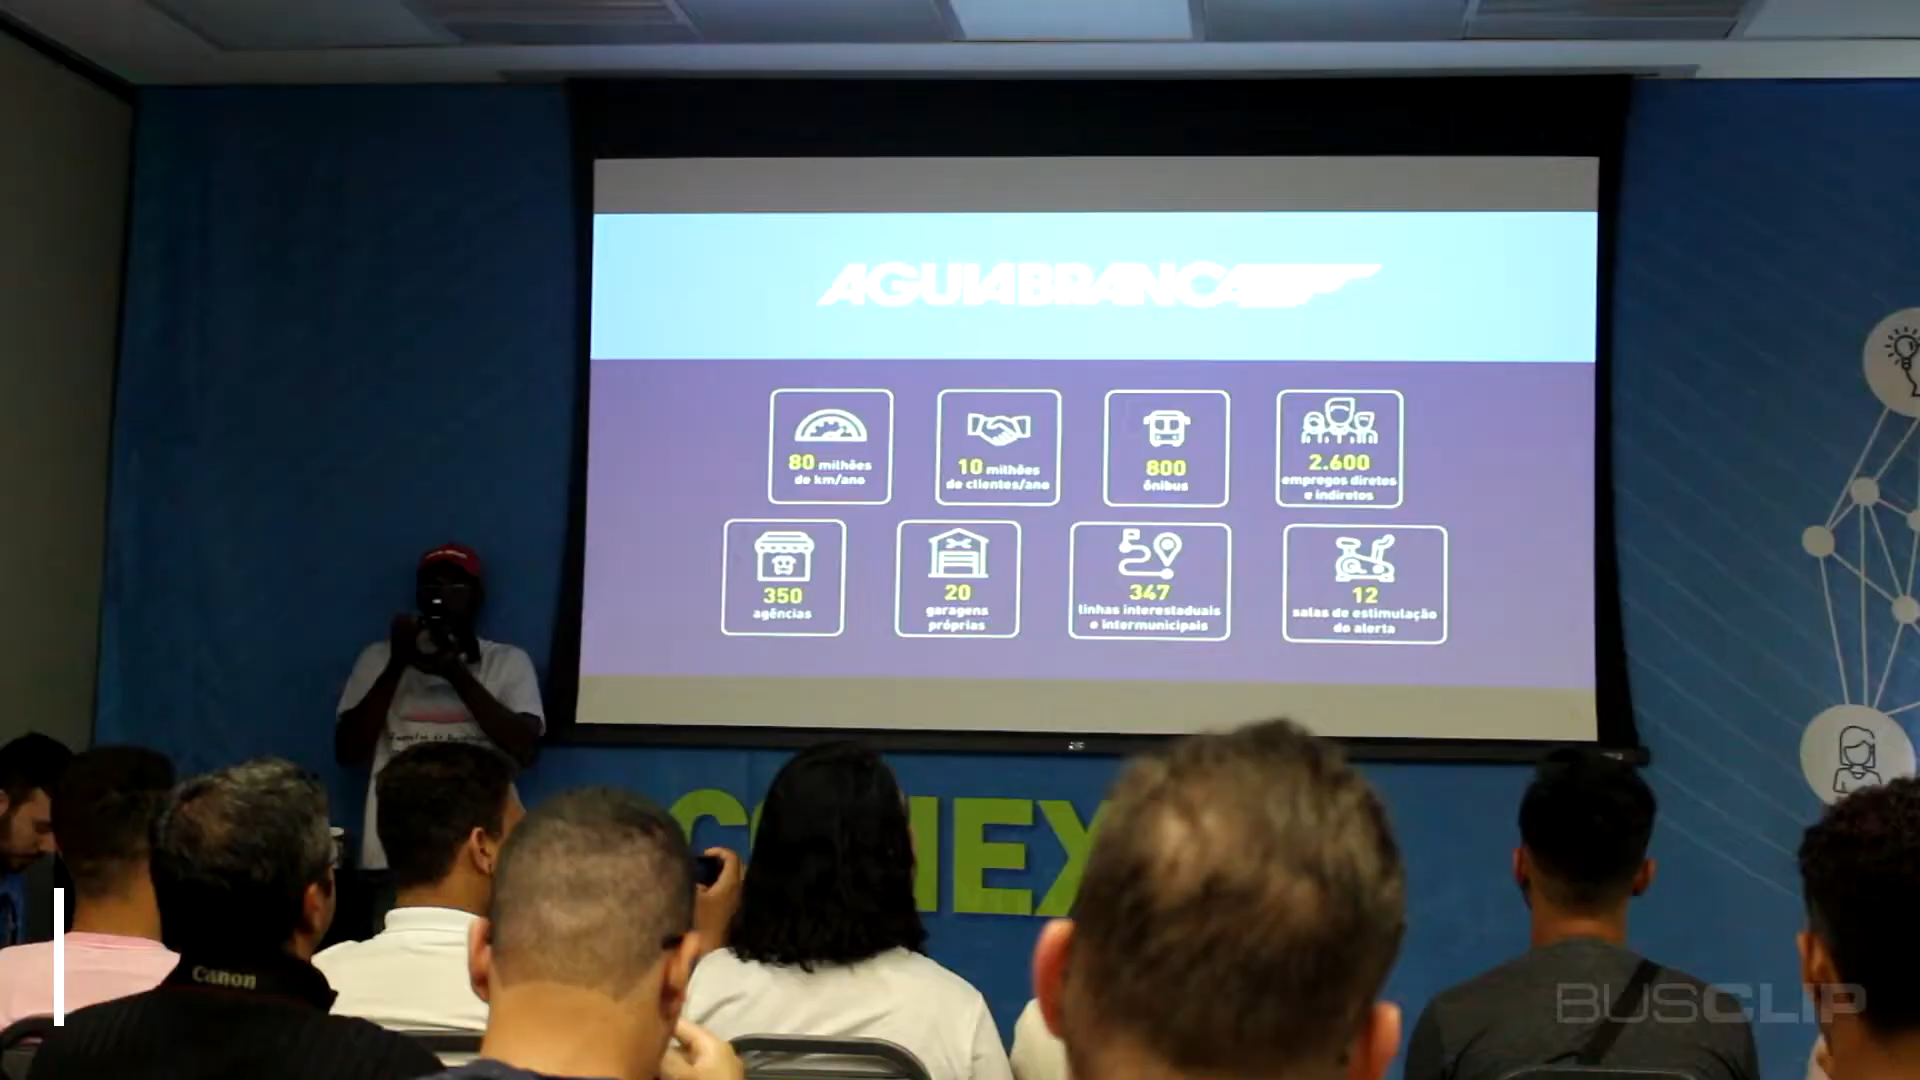 AGUIABRANCA
80 milhões
de km/ano
10 milhões
de clientes/ano
800
ônibus
2.600
empregos diretos
e indiretos
350
agências
20
garagens
próprias
347
linhas interestaduais
e intermunicipais
12
salas de estimulação
do alerta
Canon
BUSCLIP